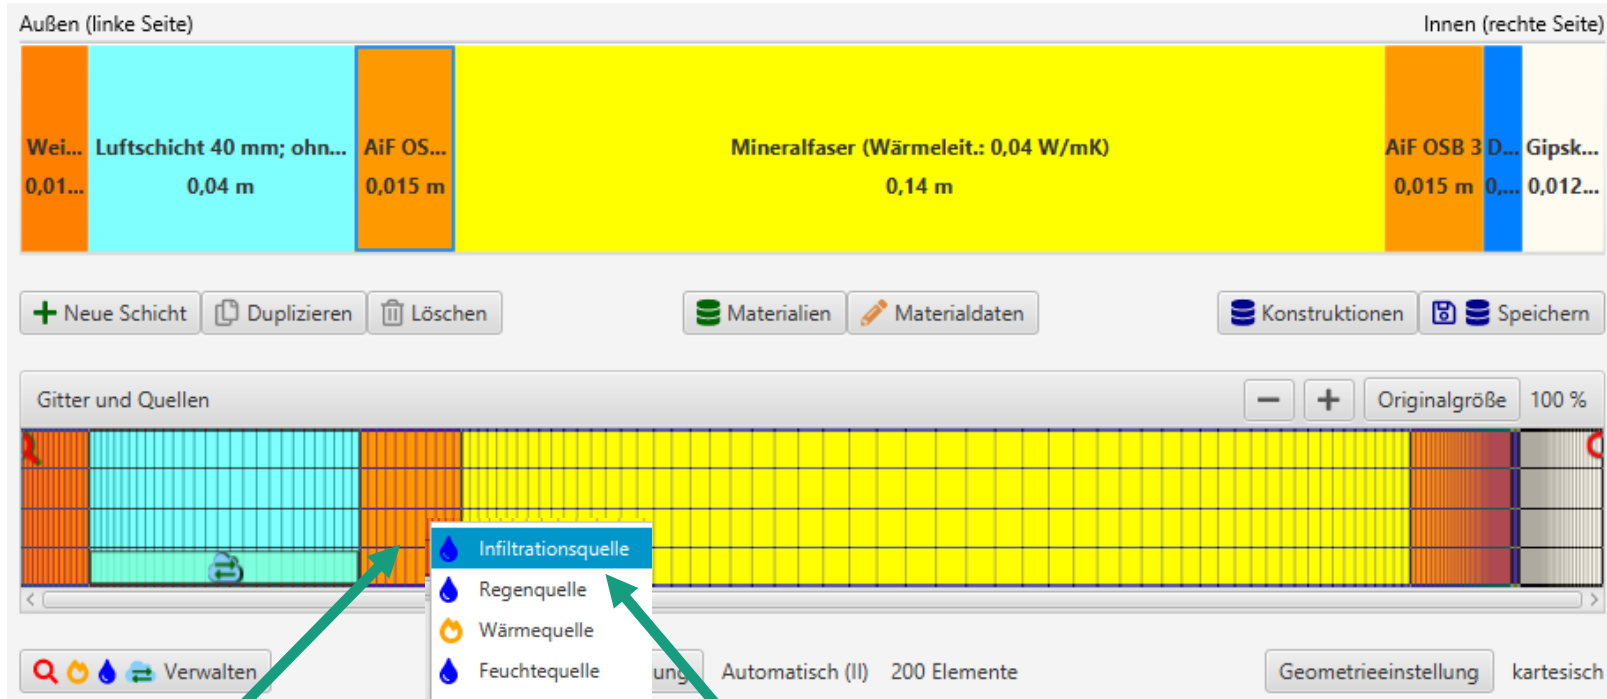 Außen (linke Seite) Innen (rechte Seite)
Wei... Luftschicht 40 mm; ohn... AiF OS... Mineralfaser (Wärmeleit.: 0,04 W/mK) AiF OSB 3 D... Gipsk...
0,01... 0,04 m 0,015 m 0,14 m 0,015 m 0,... 0,012...
Neue Schicht Duplizieren Löschen Materialien Materialdaten Konstruktionen Speichern
Gitter und Quellen Originalgröße 100 %
Infiltrationsquelle
Regenquelle
Wärmequelle
Verwalten Feuchtequelle ung Automatisch (II) 200 Elemente Geometrieeinstellung kartesisch